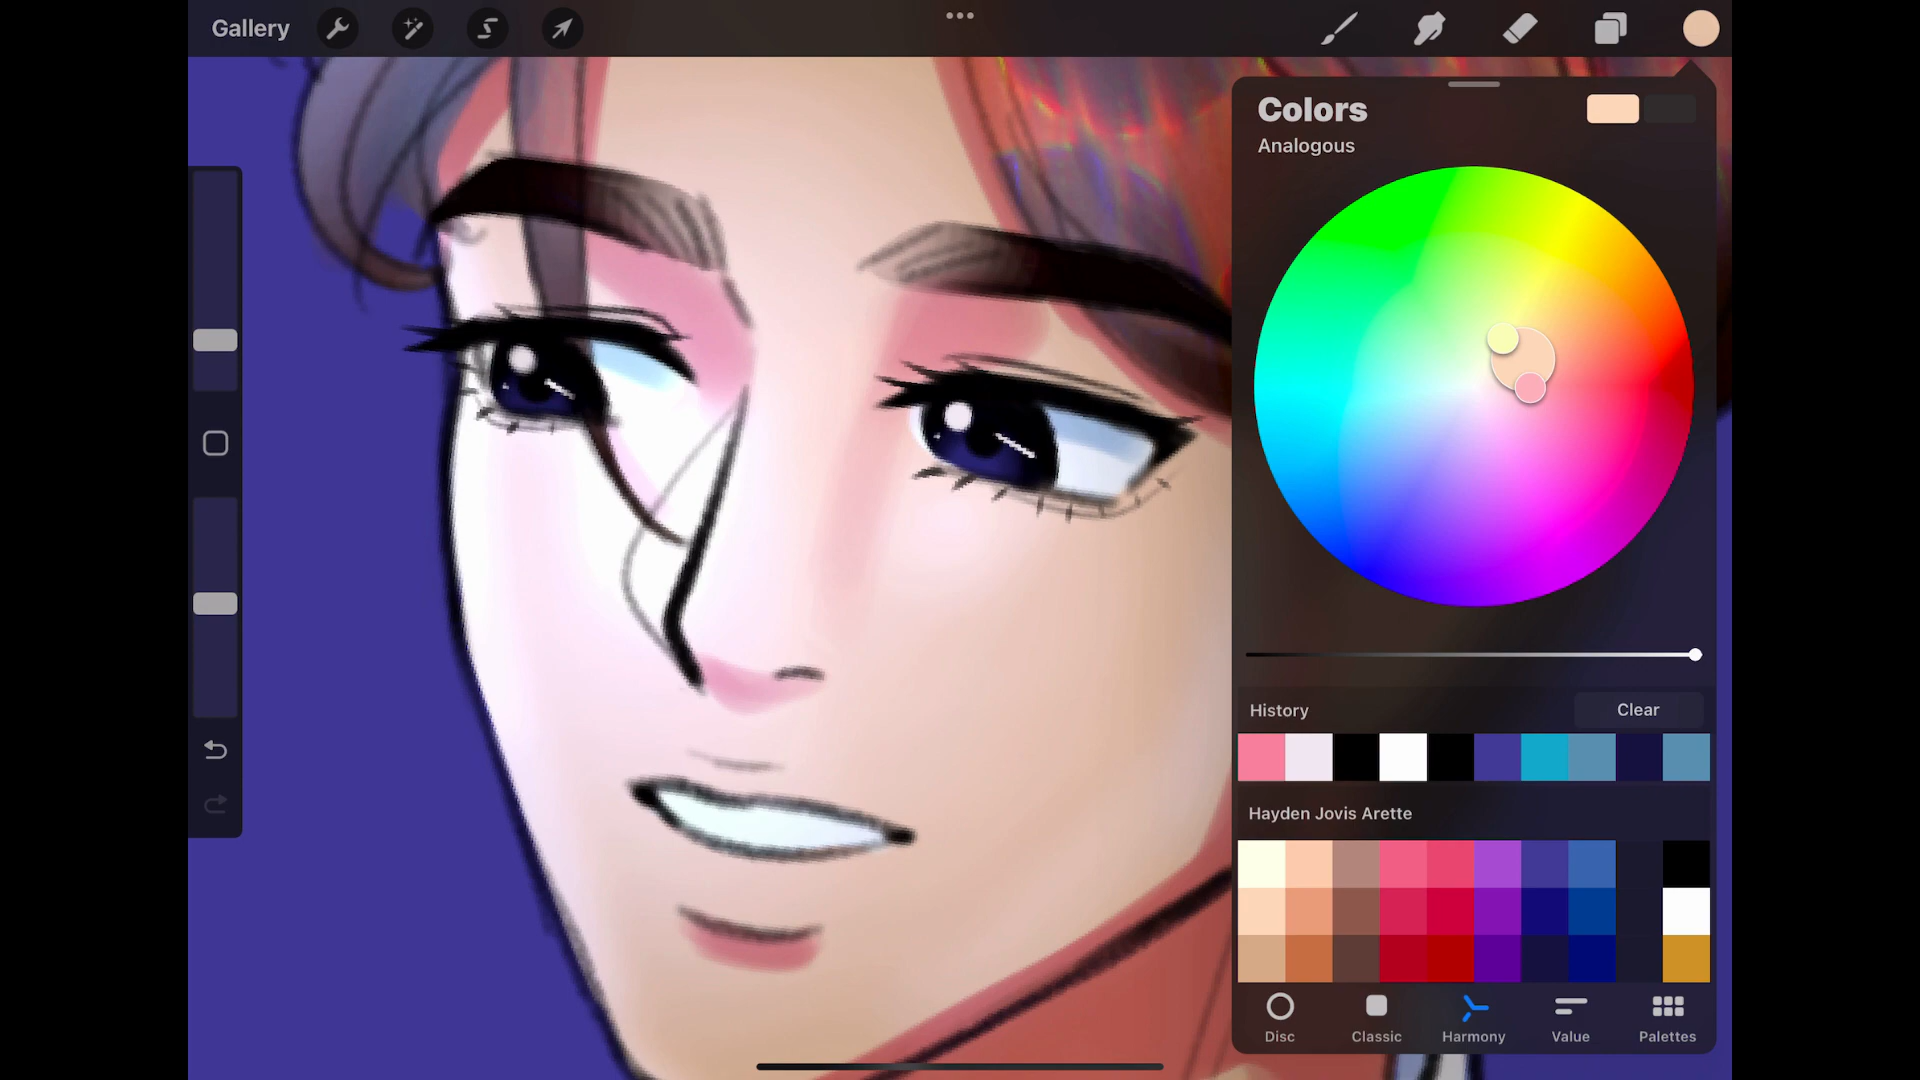 Gallery
Colors
Analogous
History
Clear
Hayden Jovis Arette
Disc
Classic
Harmony
Value
Palettes